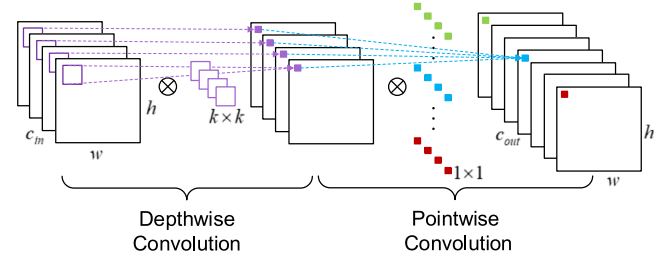 c_in
w
h
k×k
1×1
c_out
h
w
Depthwise
Convolution
Pointwise
Convolution